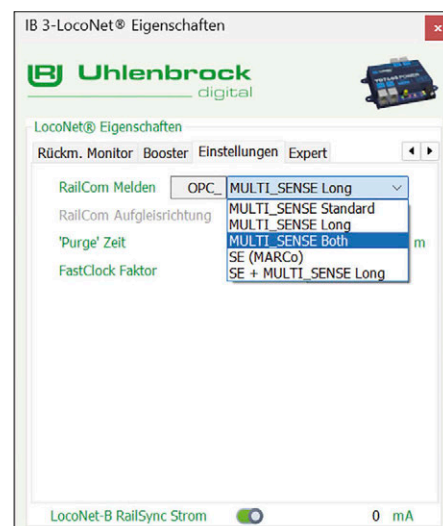 IB 3-LocoNet® Eigenschaften
x
Uhlenbrock
digital
LocoNet® Eigenschaften
Rückm. Monitor Booster Einstellungen Expert
RailCom Melden OPC_ MULTI_SENSE Long
RailCom Aufgleisrichtung MULTI_SENSE Standard
MULTI_SENSE Long
'Purge' Zeit MULTI_SENSE Both m
SE (MARCo)
FastClock Faktor SE + MULTI_SENSE Long
LocoNet-B RailSync Strom 0 mA